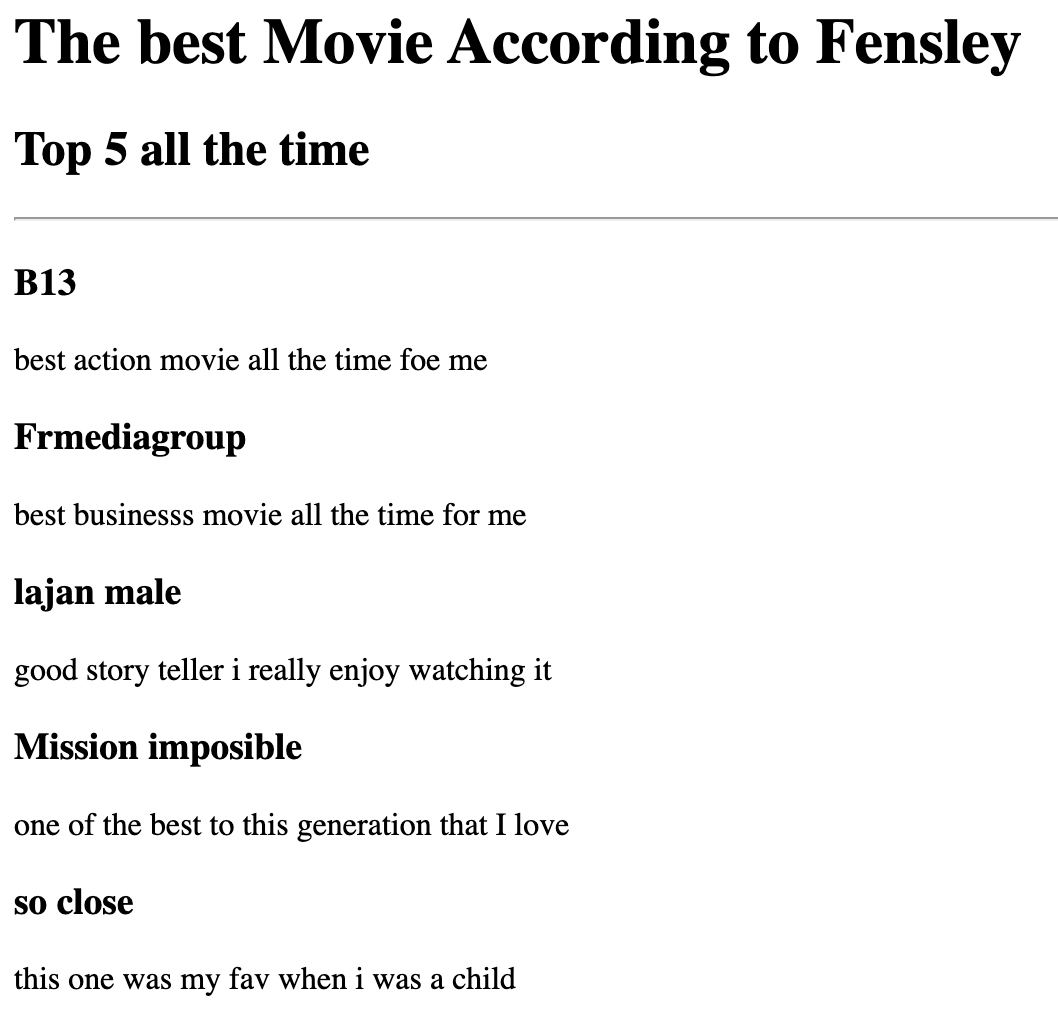 The best Movie According to Fensley
Top 5 all the time
B13
best action movie all the time foe me
Frmediagroup
best businesss movie all the time for me
lajan male
good story teller i really enjoy watching it
Mission imposible
one of the best to this generation that I love
so close
this one was my fav when i was a child